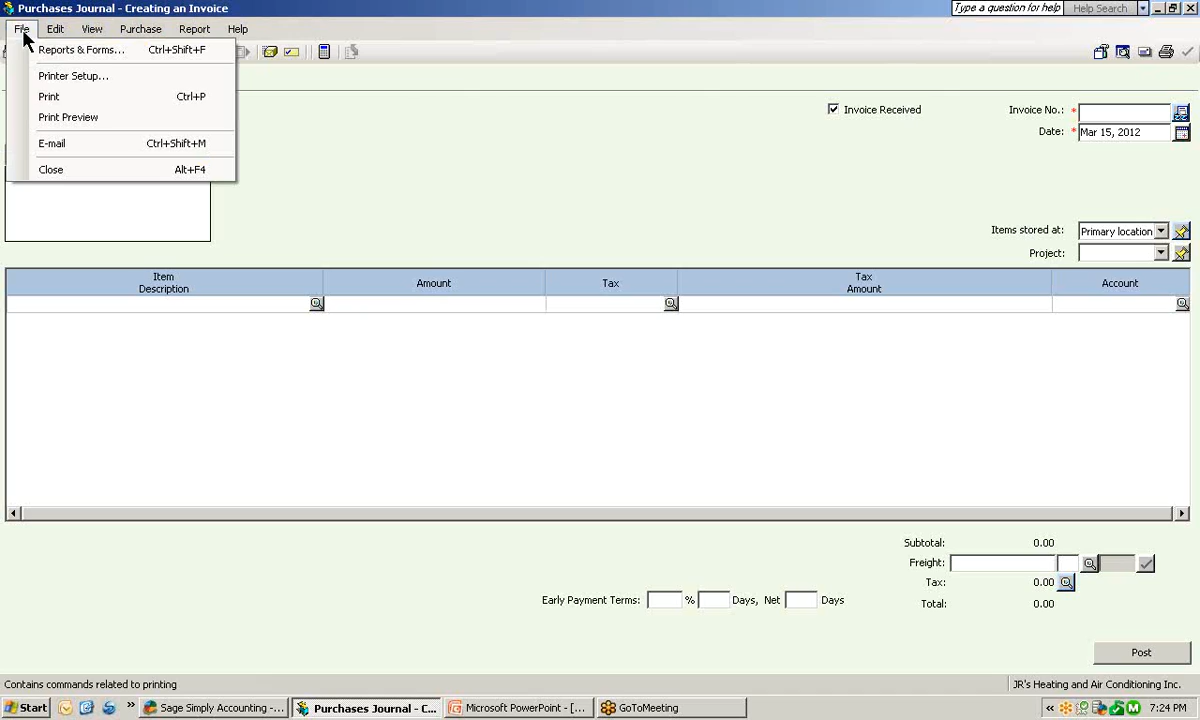 Purchases Journal - Creating an Invoice
Type a question for help
Help Search
File Edit View Purchase Report Help
Reports & Forms... Ctrl+Shift+F
Printer Setup...
Print Ctrl+P
Print Preview
E-mail Ctrl+Shift+M
Close Alt+F4
Invoice Received
Invoice No.: *
Date: * Mar 15, 2012
Items stored at: Primary location
Project:
Item Description
Amount
Tax
Tax Amount
Account
Subtotal: 0.00
Freight:
Tax: 0.00
Early Payment Terms: % Days, Net Days
Total: 0.00
Post
Contains commands related to printing
JR's Heating and Air Conditioning Inc.
Start
Sage Simply Accounting -...
Purchases Journal - C...
Microsoft PowerPoint - [...
GoToMeeting
7:24 PM